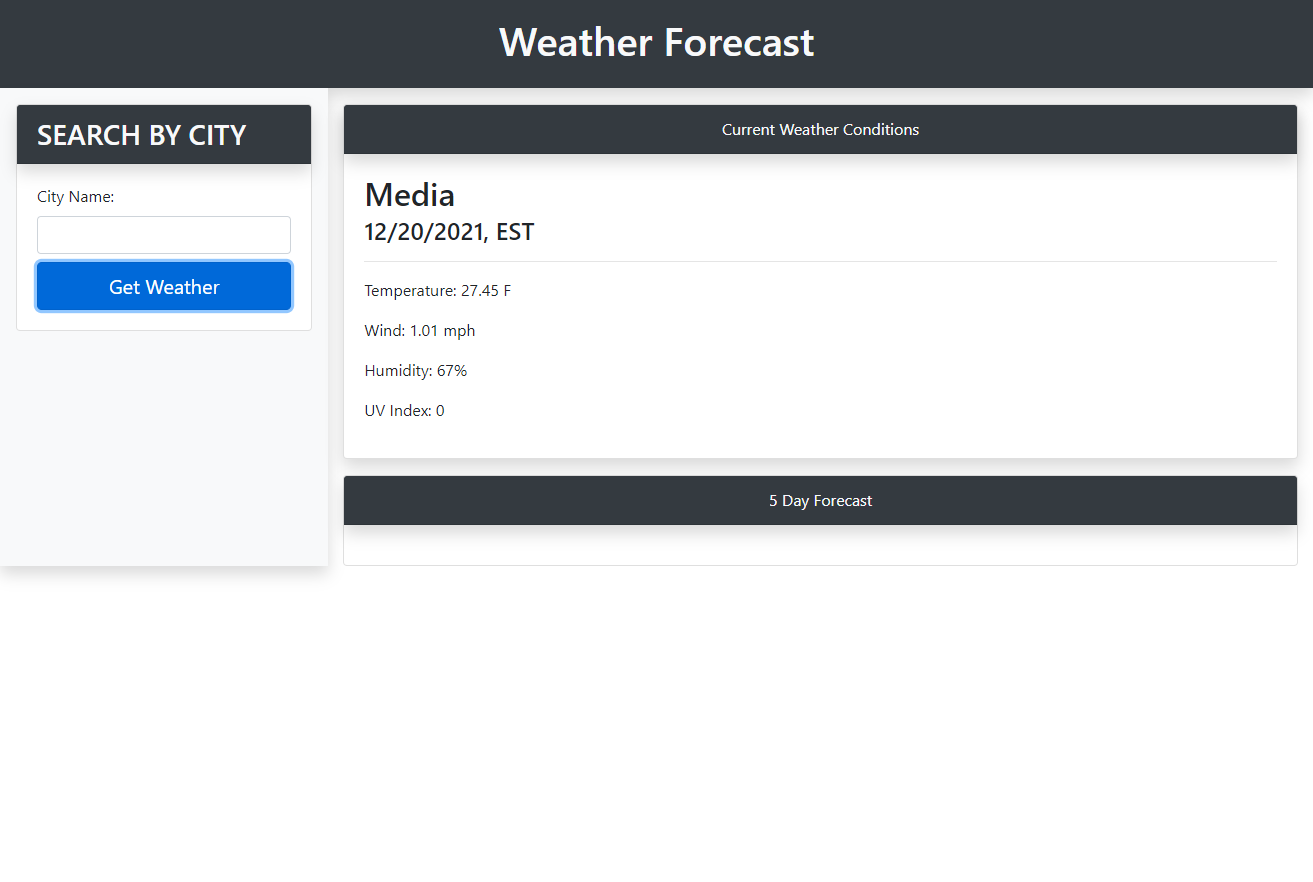 Weather Forecast
SEARCH BY CITY
City Name:
Get Weather
Current Weather Conditions
Media
12/20/2021, EST
Temperature: 27.45 F
Wind: 1.01 mph
Humidity: 67%
UV Index: 0
5 Day Forecast